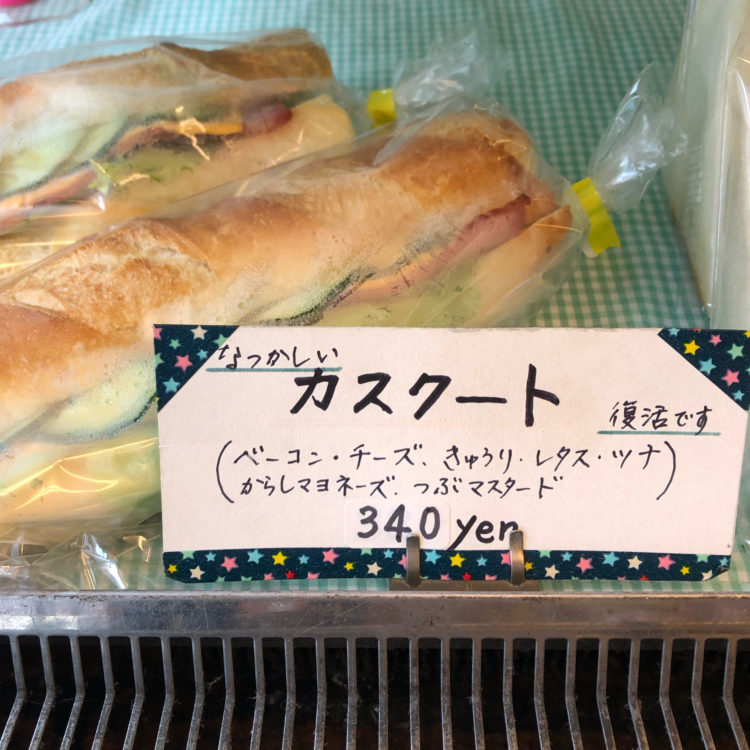 なつかしい
カスクート
復活です
(ベーコン・チーズ、きゅうり・レタス・ツナ
からしマヨネーズ、つぶマスタード)
340yen